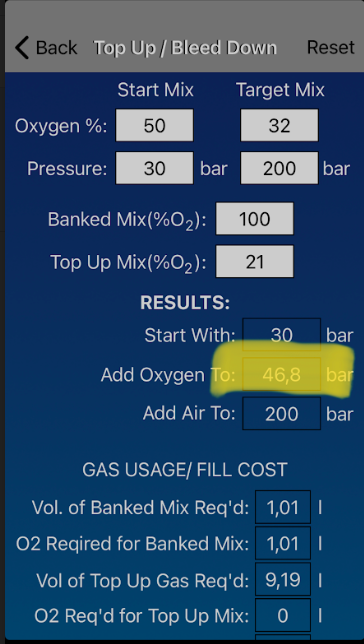 Back Top Up / Bleed Down Reset
Start Mix Target Mix
Oxygen %: 50 32
Pressure: 30 bar 200 bar
Banked Mix(%O₂): 100
Top Up Mix(%O₂): 21
RESULTS:
Start With: 30 bar
Add Oxygen To: 46,8 bar
Add Air To: 200 bar
GAS USAGE/ FILL COST
Vol. of Banked Mix Req'd: 1,01 l
O2 Reqired for Banked Mix: 1,01 l
Vol of Top Up Gas Req'd: 9,19 l
O2 Req'd for Top Up Mix: 0 l